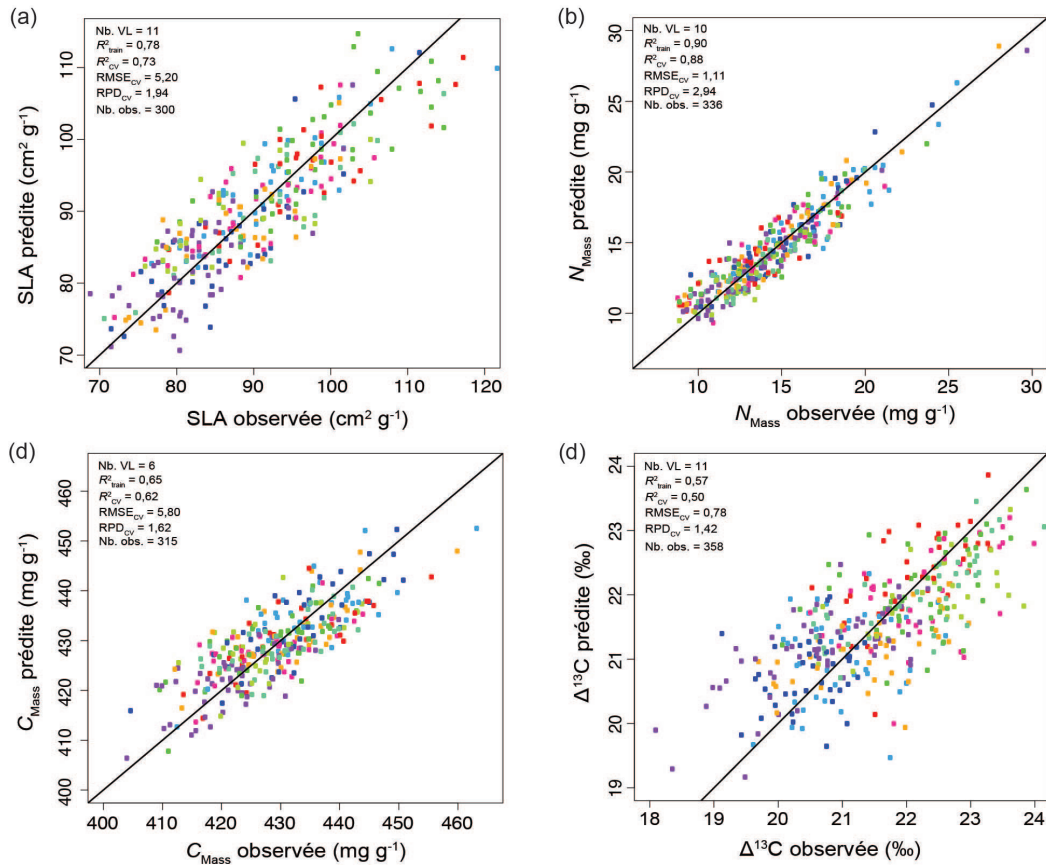 (a)
Nb. VL = 11
R²train = 0,78
R²CV = 0,73
RMSECV = 5,20
RPDCV = 1,94
Nb. obs. = 300
SLA prédite (cm² g⁻¹)
70 80 90 100 110
70 80 90 100 110 120
SLA observée (cm² g⁻¹)
(b)
Nb. VL = 10
R²train = 0,90
R²CV = 0,88
RMSECV = 1,11
RPDCV = 2,94
Nb. obs. = 336
NMass prédite (mg g⁻¹)
10 15 20 25 30
10 15 20 25 30
NMass observée (mg g⁻¹)
(d)
Nb. VL = 6
R²train = 0,65
R²CV = 0,62
RMSECV = 5,80
RPDCV = 1,62
Nb. obs. = 315
CMass prédite (mg g⁻¹)
400 410 420 430 440 450 460
400 410 420 430 440 450 460
CMass observée (mg g⁻¹)
(d)
Nb. VL = 11
R²train = 0,57
R²CV = 0,50
RMSECV = 0,78
RPDCV = 1,42
Nb. obs. = 358
Δ¹³C prédite (‰)
19 20 21 22 23 24
18 19 20 21 22 23 24
Δ¹³C observée (‰)